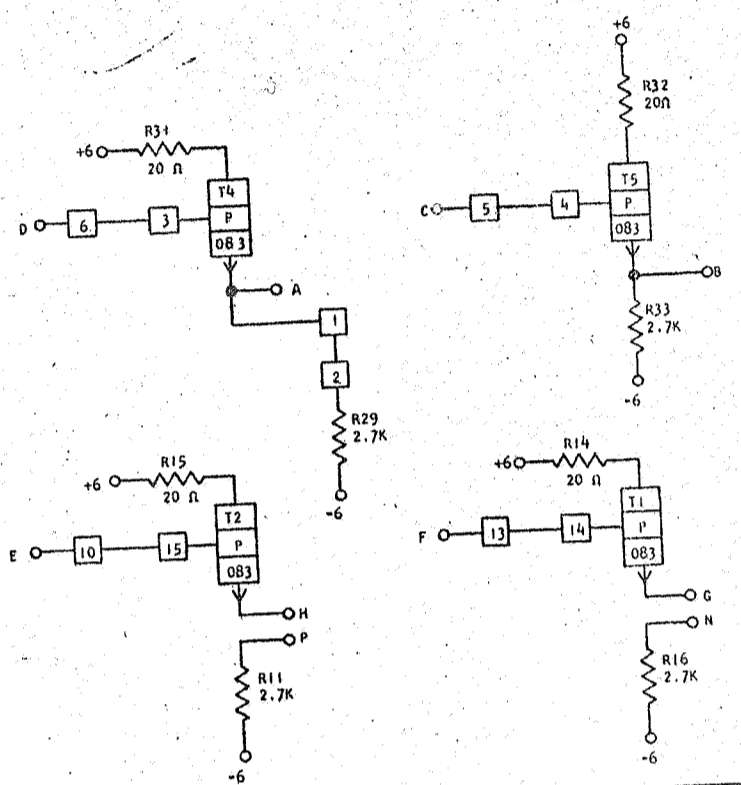 +6
R31
20 Ω
T4
P
083
D
6
3
A
1
2
R29
2.7K
-6
+6
R32
20Ω
T5
P
083
C
5
4
B
R33
2.7K
-6
R15
+6
20 Ω
T2
P
083
E
10
15
H
P
R11
2.7K
-6
R14
+6
20 Ω
T1
P
083
F
13
14
G
N
R16
2.7K
-6